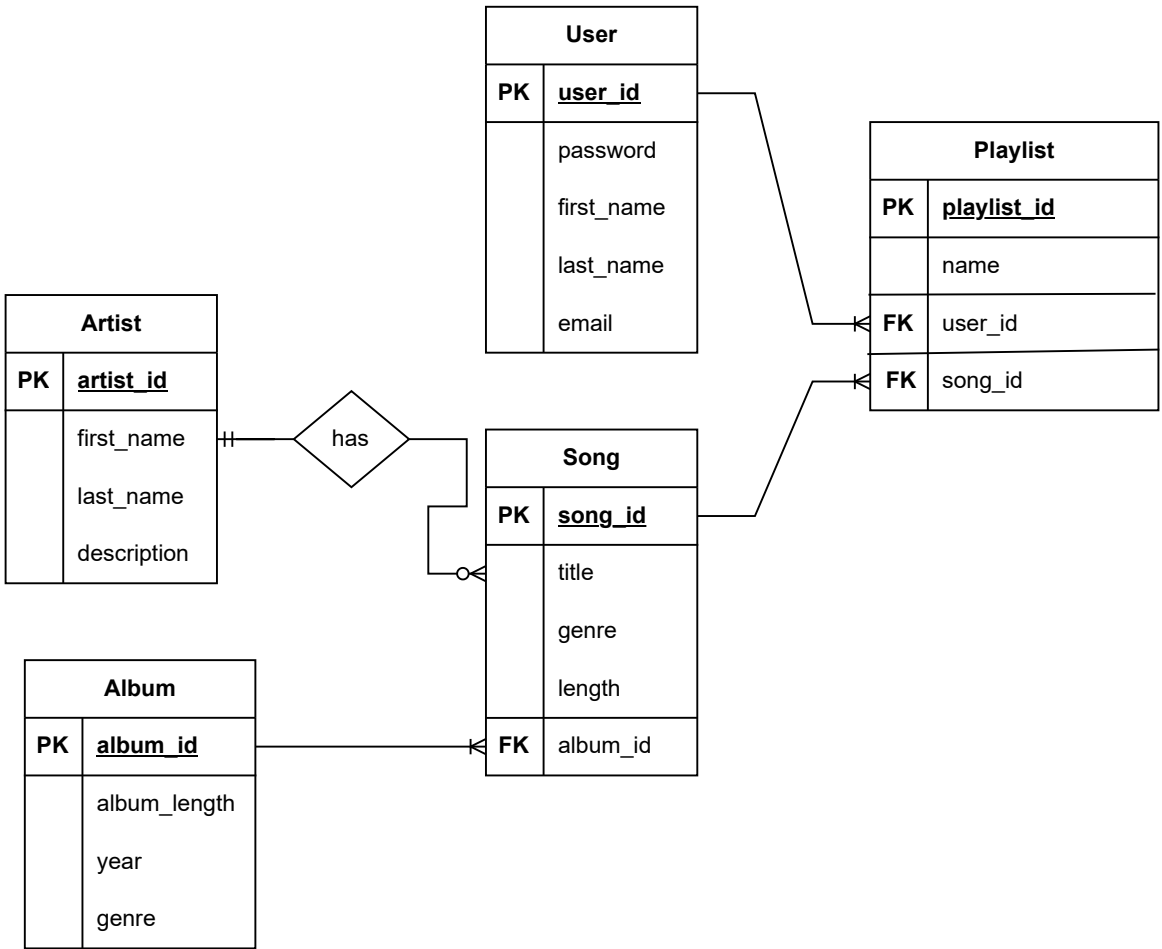 User
PK user_id
password
first_name
last_name
email
Playlist
PK playlist_id
name
FK user_id
FK song_id
Artist
PK artist_id
first_name
last_name
description
has
Song
PK song_id
title
genre
length
FK album_id
Album
PK album_id
album_length
year
genre